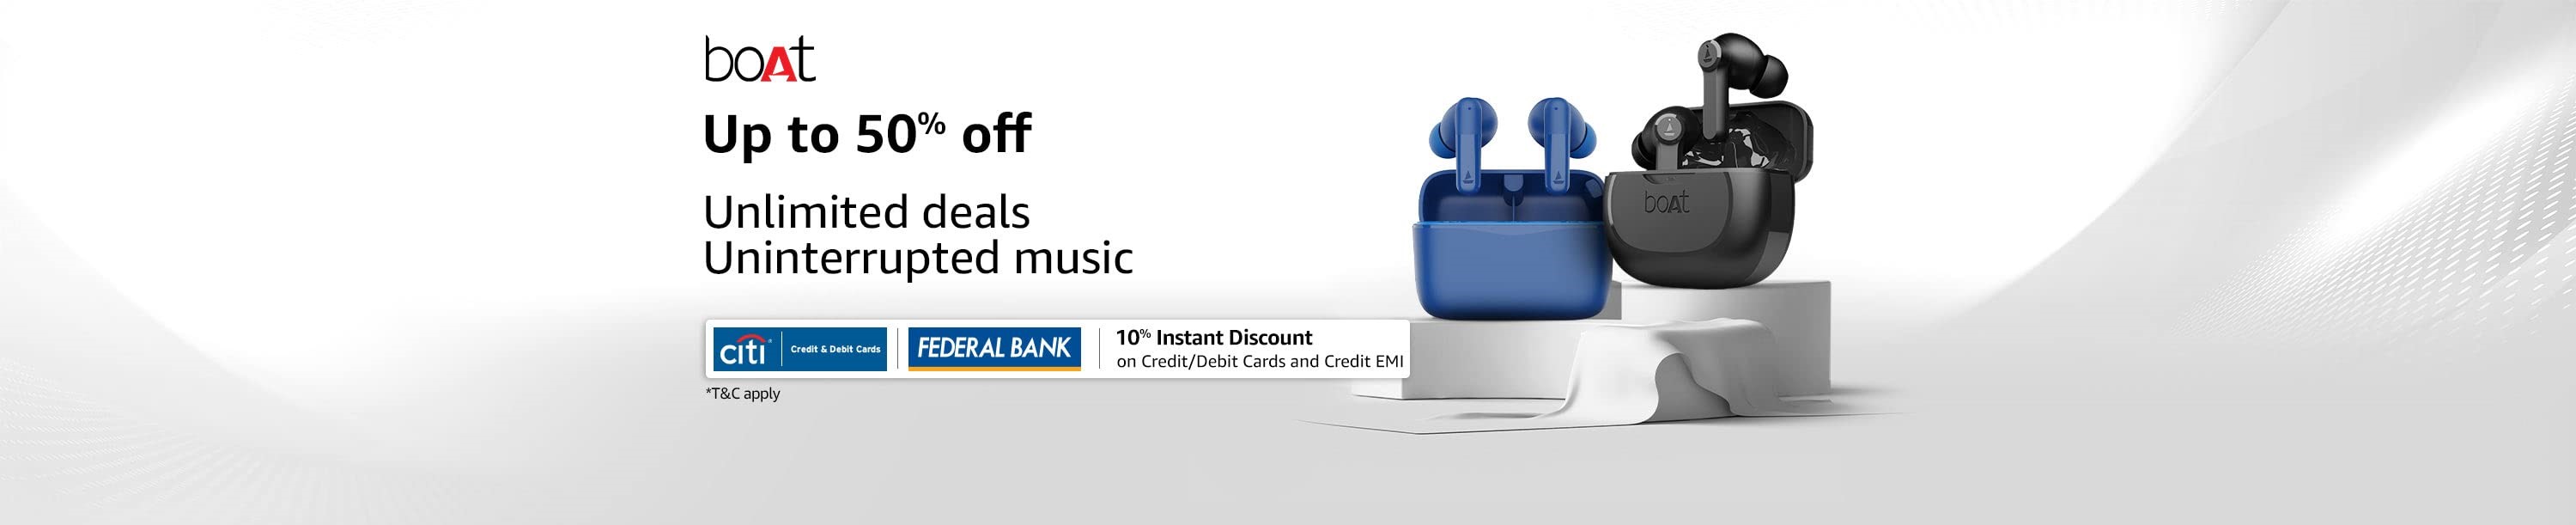 boAt
Up to 50% off
Unlimited deals
Uninterrupted music
citi Credit & Debit Cards
FEDERAL BANK
10% Instant Discount
on Credit/Debit Cards and Credit EMI
*T&C apply
boAt